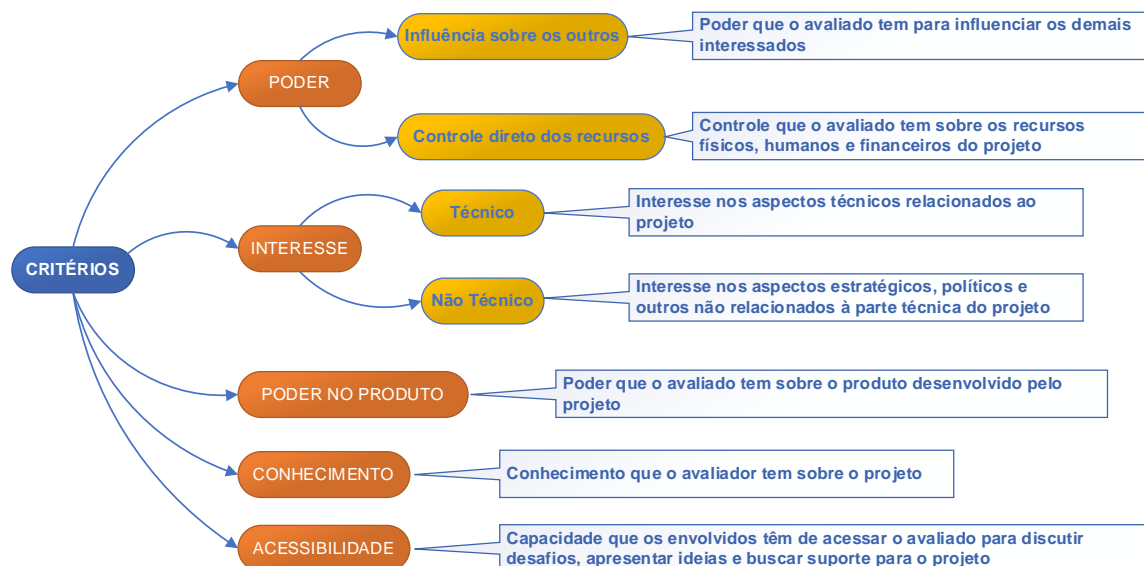 Influência sobre os outros
Poder que o avaliado tem para influenciar os demais
interessados
PODER
Controle direto dos recursos
Controle que o avaliado tem sobre os recursos
físicos, humanos e financeiros do projeto
Técnico
Interesse nos aspectos técnicos relacionados ao
projeto
INTERESSE
CRITÉRIOS
Não Técnico
Interesse nos aspectos estratégicos, políticos e
outros não relacionados à parte técnica do projeto
PODER NO PRODUTO
Poder que o avaliado tem sobre o produto desenvolvido pelo
projeto
CONHECIMENTO
Conhecimento que o avaliador tem sobre o projeto
ACESSIBILIDADE
Capacidade que os envolvidos têm de acessar o avaliado para discutir
desafios, apresentar ideias e buscar suporte para o projeto